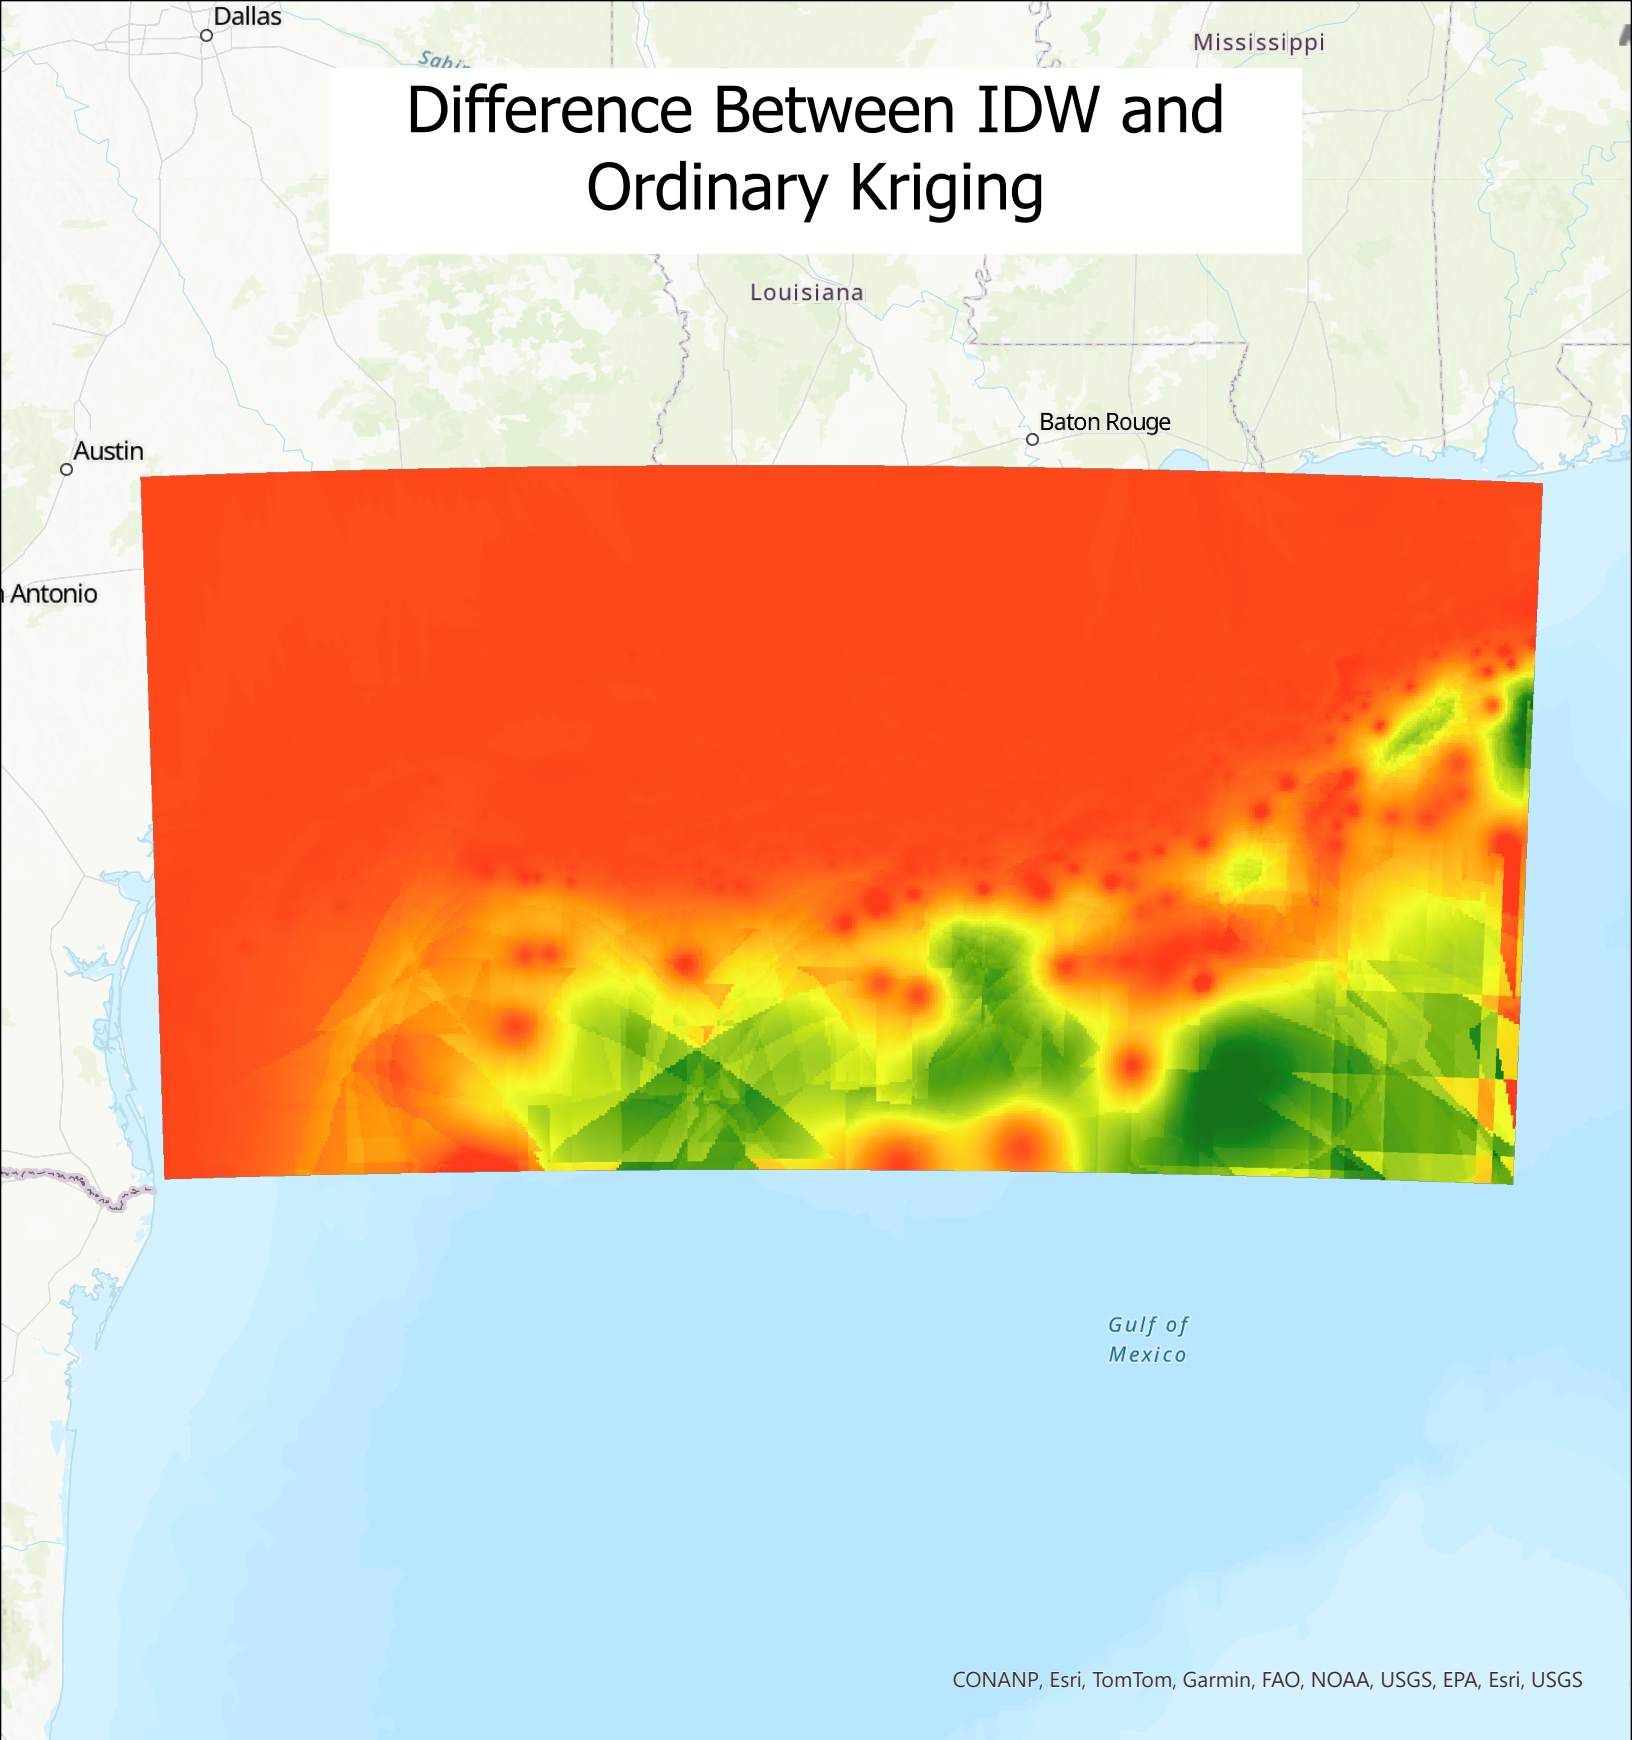 Dallas
Mississippi
Difference Between IDW and
Ordinary Kriging
Louisiana
Baton Rouge
Austin
Antonio
Gulf of
Mexico
CONANP, Esri, TomTom, Garmin, FAO, NOAA, USGS, EPA, Esri, USGS